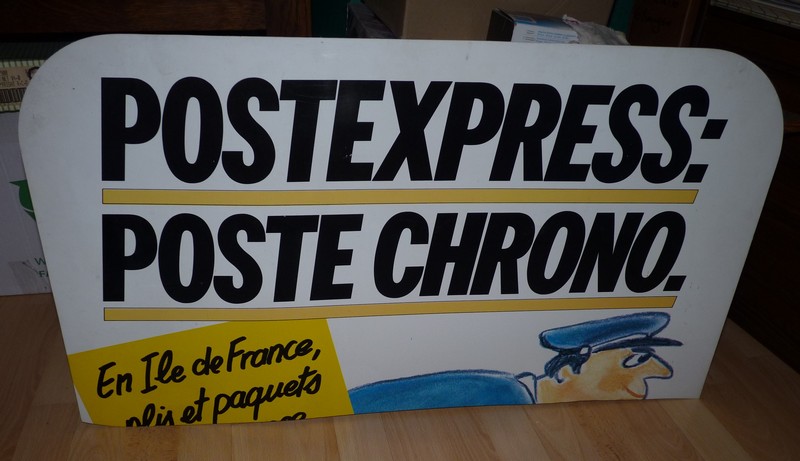 POSTEXPRESS:
POSTE CHRONO.
En Ile de France,
plis et paquets